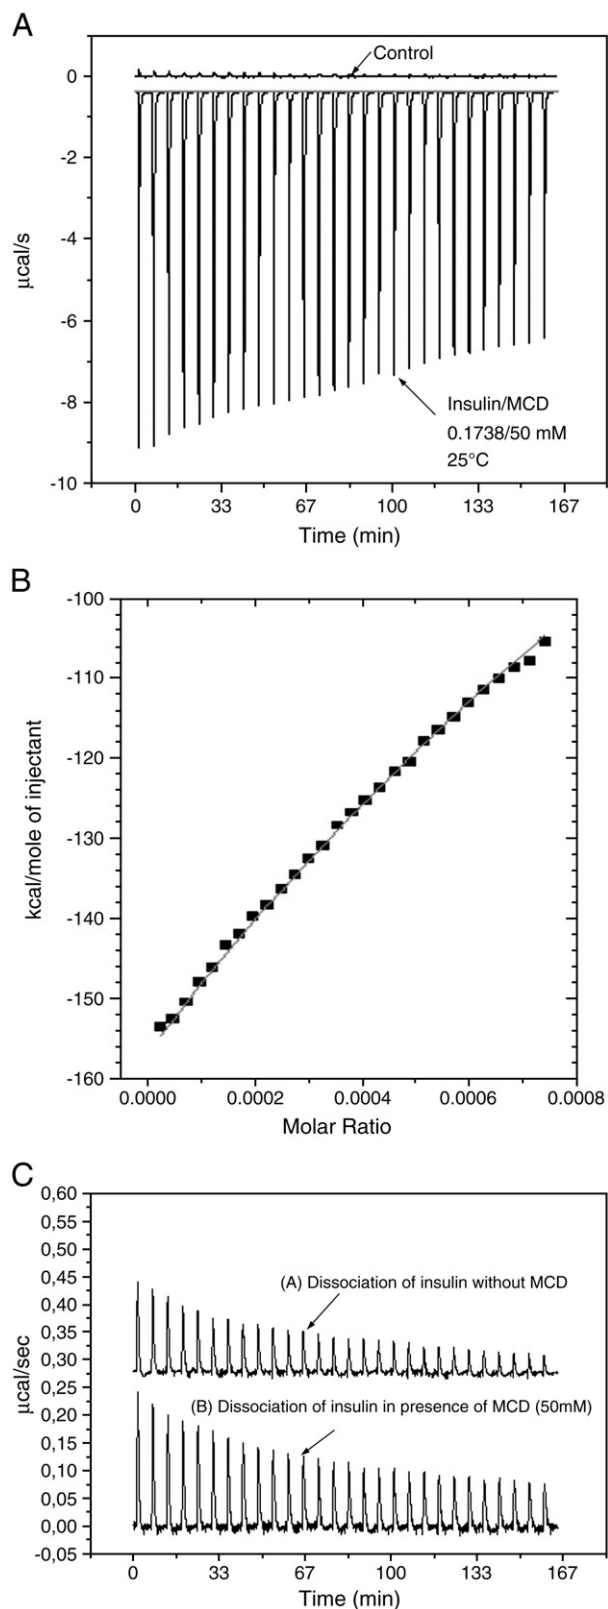 A
Control
0
-2
-4
-6
-8
-10
μcal/s
Insulin/MCD
0.1738/50 mM
25°C
0 33 67 100 133 167
Time (min)
B
-100
-110
-120
-130
-140
-150
-160
kcal/mole of injectant
0.0000 0.0002 0.0004 0.0006 0.0008
Molar Ratio
C
0,60
0,55
0,50
0,45
0,40
0,35
0,30
0,25
0,20
0,15
0,10
0,05
0,00
-0,05
μcal/sec
(A) Dissociation of insulin without MCD
(B) Dissociation of insulin in presence of MCD (50mM)
0 33 67 100 133 167
Time (min)